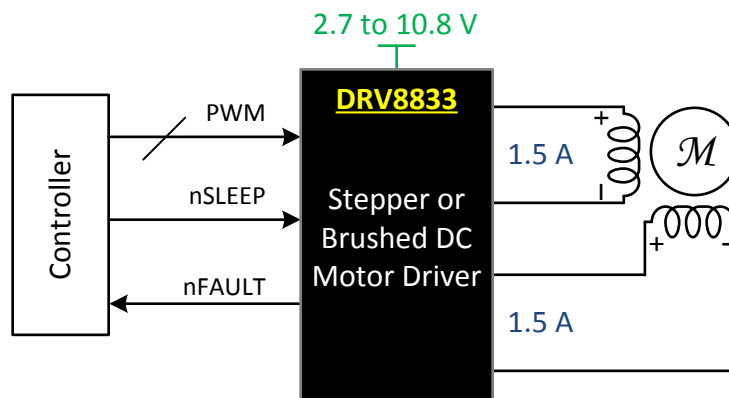 2.7 to 10.8 V
DRV8833
Controller
PWM
nSLEEP
nFAULT
Stepper or
Brushed DC
Motor Driver
1.5 A
1.5 A
+
–
M
+
-